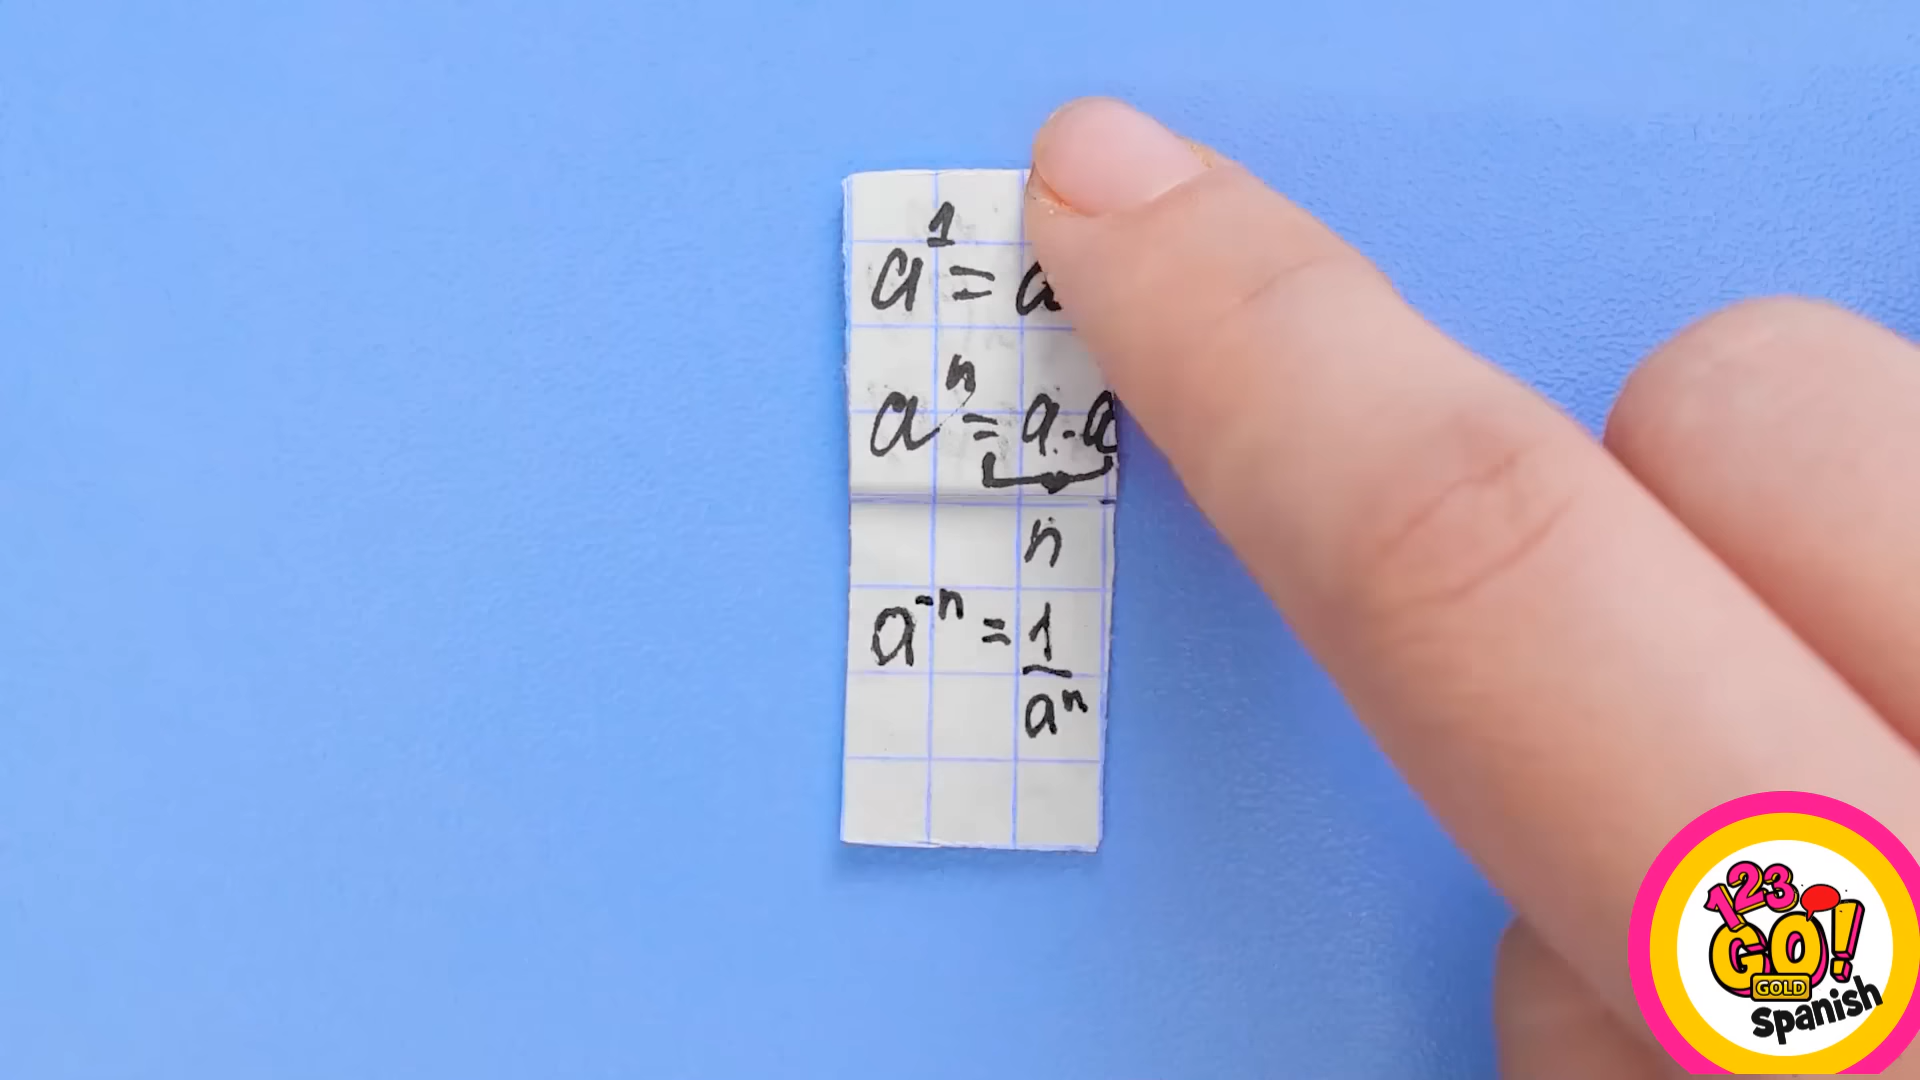 a¹ = a
aⁿ = a · a
n
a⁻ⁿ = 1/aⁿ
123
GO!
GOLD
Spanish